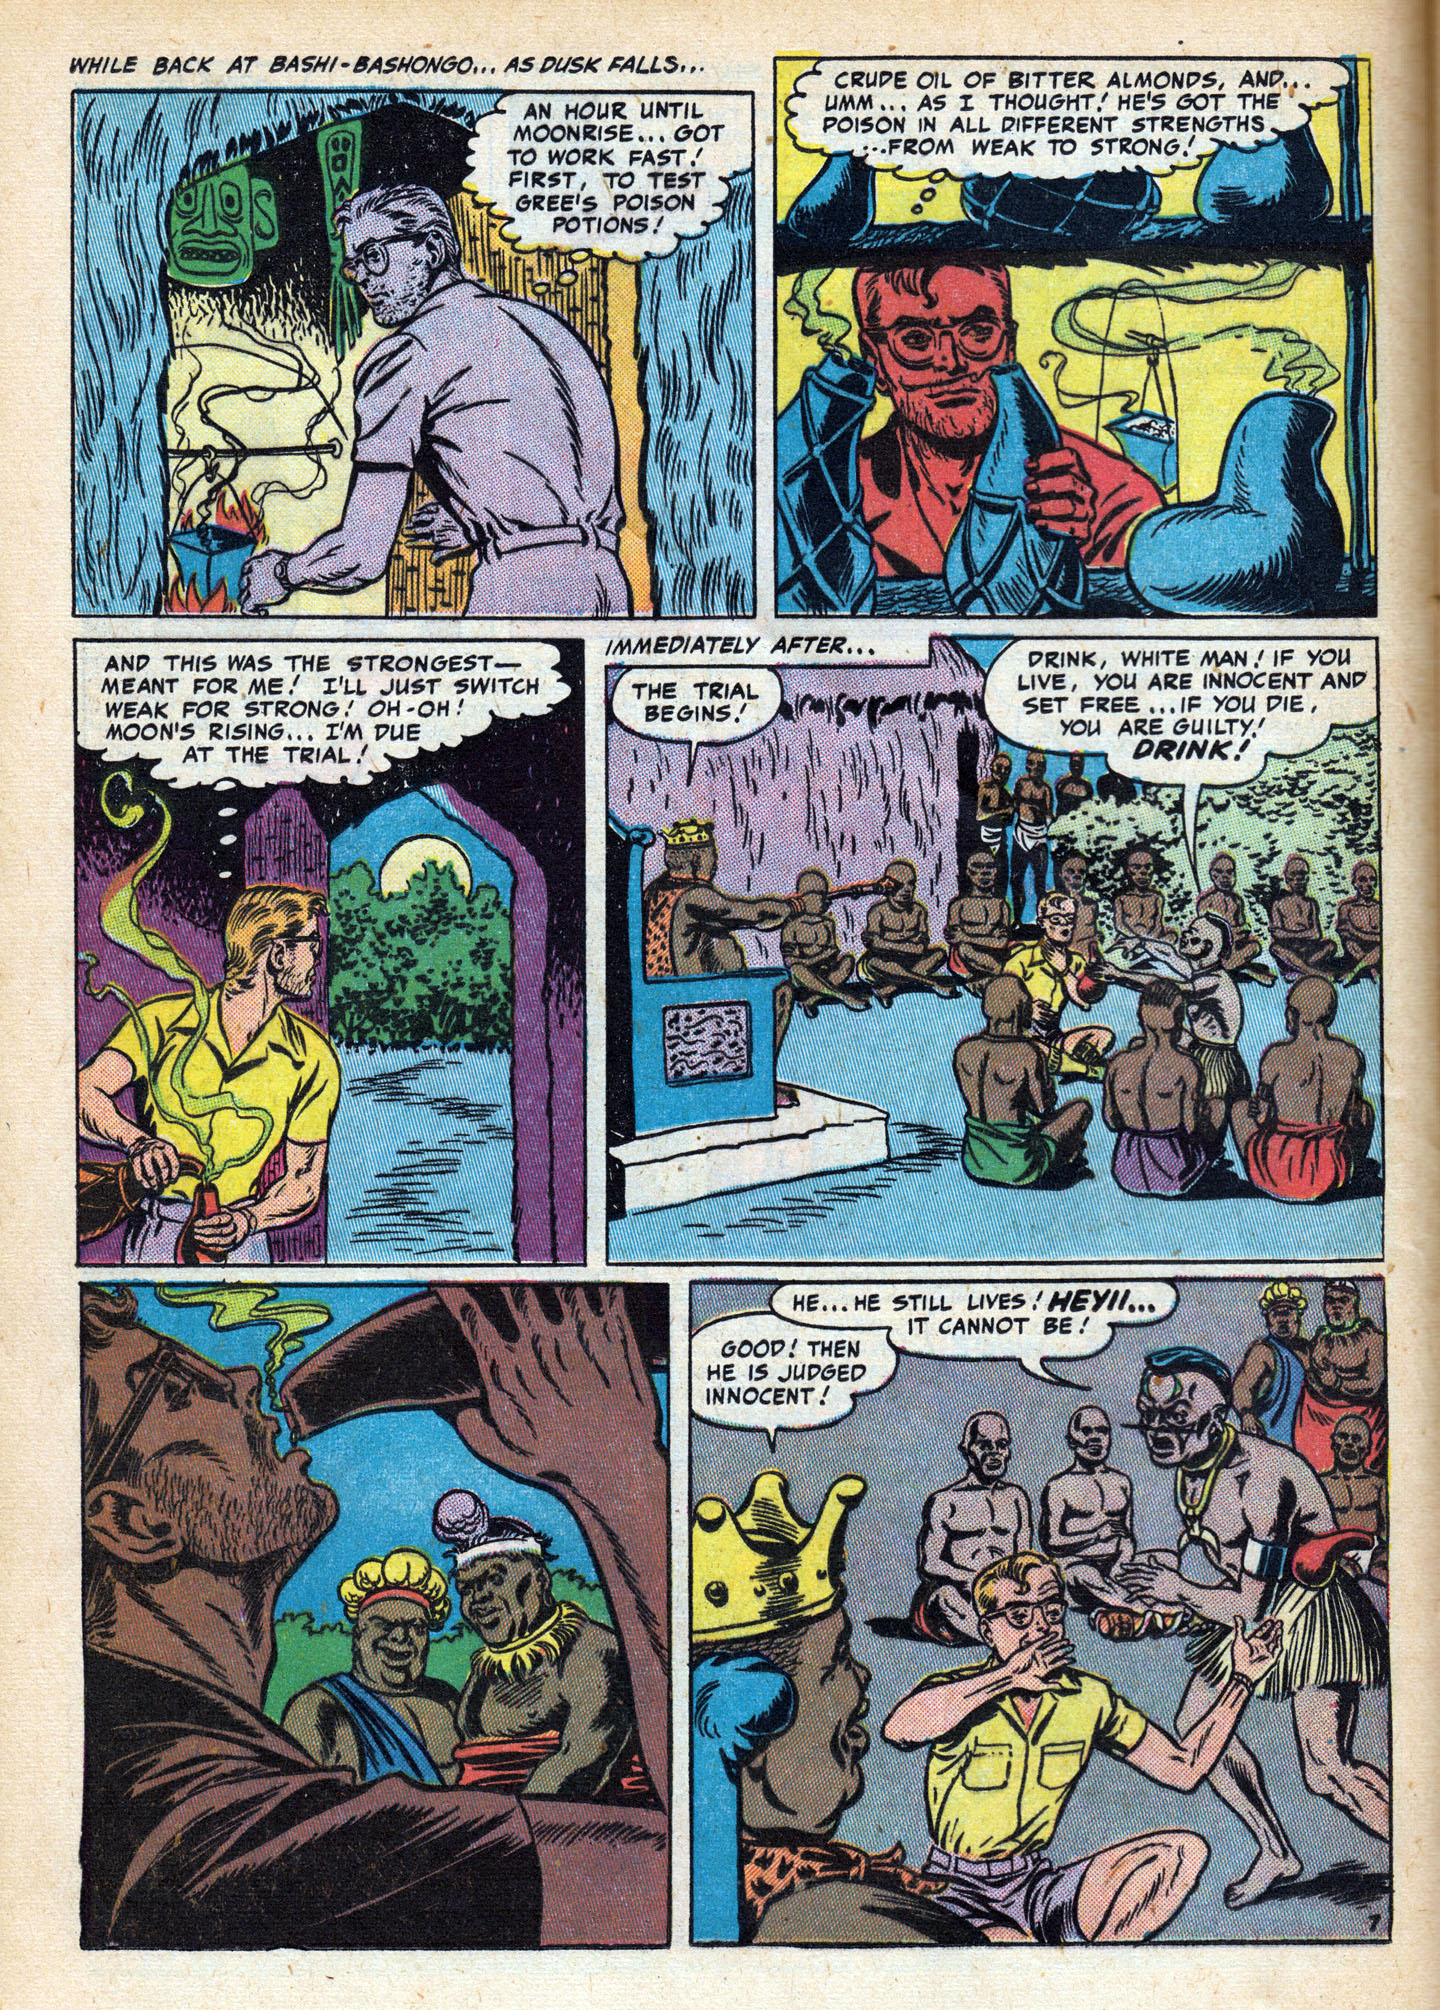 WHILE BACK AT BASHI-BASHONGO... AS DUSK FALLS...
AN HOUR UNTIL
MOONRISE... GOT
TO WORK FAST!
FIRST, TO TEST
GREE'S POISON
POTIONS!
CRUDE OIL OF BITTER ALMONDS, AND...
UMM... AS I THOUGHT! HE'S GOT THE
POISON IN ALL DIFFERENT STRENGTHS
...FROM WEAK TO STRONG!
AND THIS WAS THE STRONGEST—
MEANT FOR ME! I'LL JUST SWITCH
WEAK FOR STRONG! OH-OH!
MOON'S RISING... I'M DUE
AT THE TRIAL!
IMMEDIATELY AFTER...
THE TRIAL
BEGINS!
DRINK, WHITE MAN! IF YOU
LIVE, YOU ARE INNOCENT AND
SET FREE...IF YOU DIE,
YOU ARE GUILTY!
DRINK!
HE...HE STILL LIVES! HEYII...
IT CANNOT BE!
GOOD! THEN
HE IS JUDGED
INNOCENT!
7